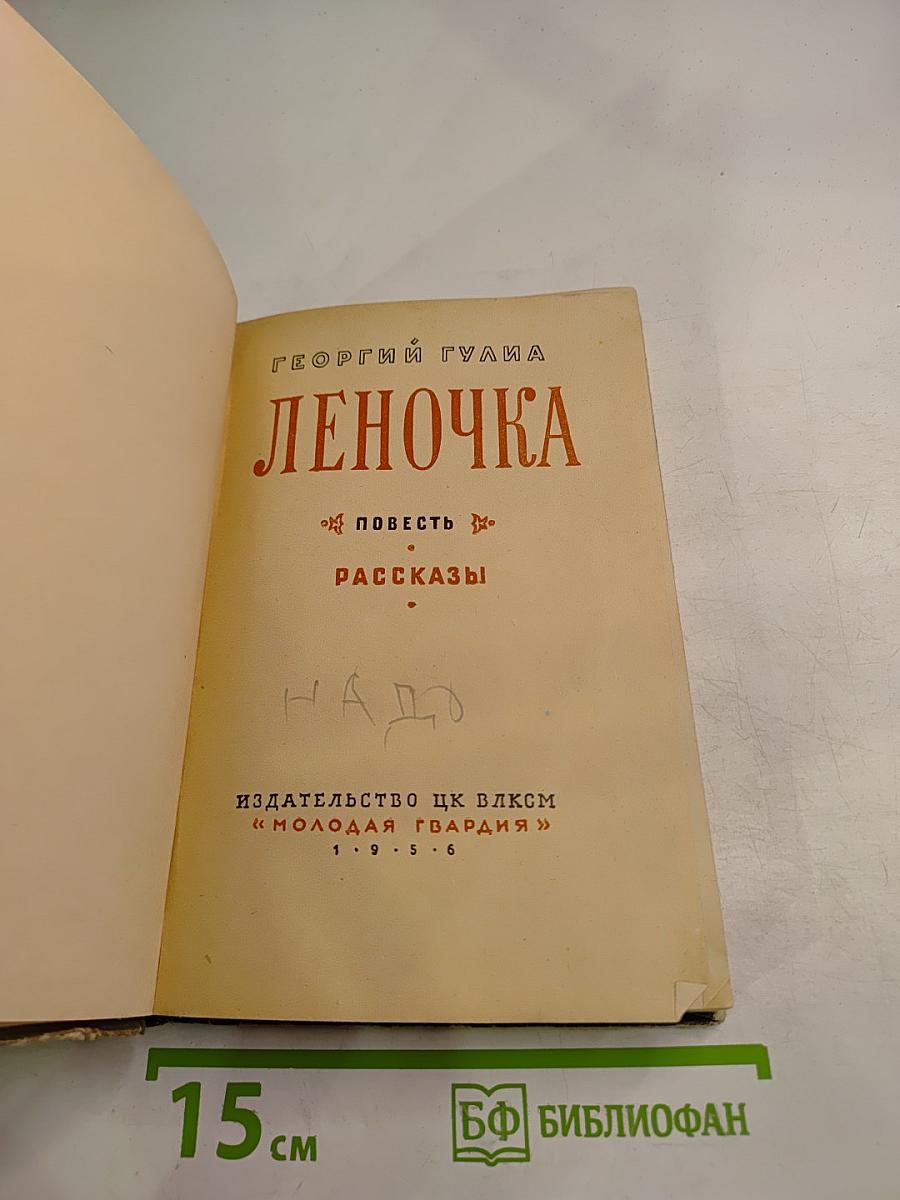 ГЕОРГИЙ ГУЛИА
ЛЕНОЧКА
ПОВЕСТЬ
РАССКАЗЫ
НАДО
ИЗДАТЕЛЬСТВО ЦК ВЛКСМ
«МОЛОДАЯ ГВАРДИЯ»
1·9·5·6
15 см
БФ БИБЛИОФАН